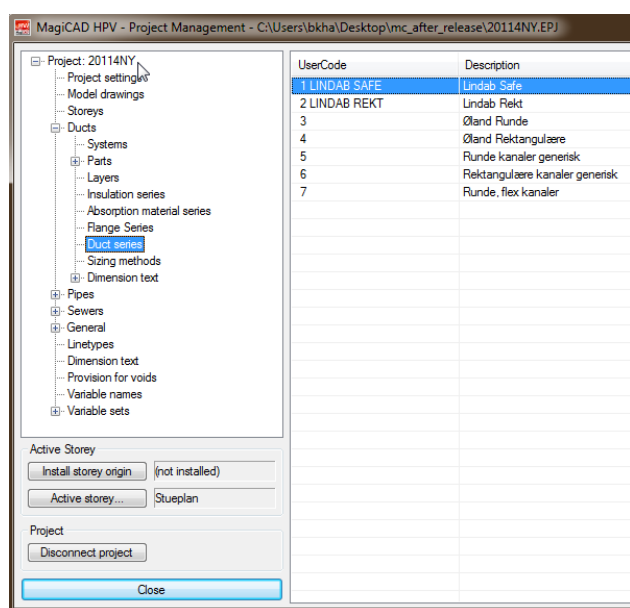 MagiCAD HPV - Project Management - C:\Users\bkha\Desktop\mc_after_release\20114NY.EPJ
Project: 20114NY
Project settings
Model drawings
Storeys
Ducts
Systems
Parts
Layers
Insulation series
Absorption material series
Flange Series
Duct series
Sizing methods
Dimension text
Pipes
Sewers
General
Linetypes
Dimension text
Provision for voids
Variable names
Variable sets
Active Storey
Install storey origin (not installed)
Active storey... Stueplan
Project
Disconnect project
Close
UserCode Description
1 LINDAB SAFE Lindab Safe
2 LINDAB REKT Lindab Rekt
3 Øland Runde
4 Øland Rektangulære
5 Runde kanaler generisk
6 Rektangulære kanaler generisk
7 Runde, flex kanaler